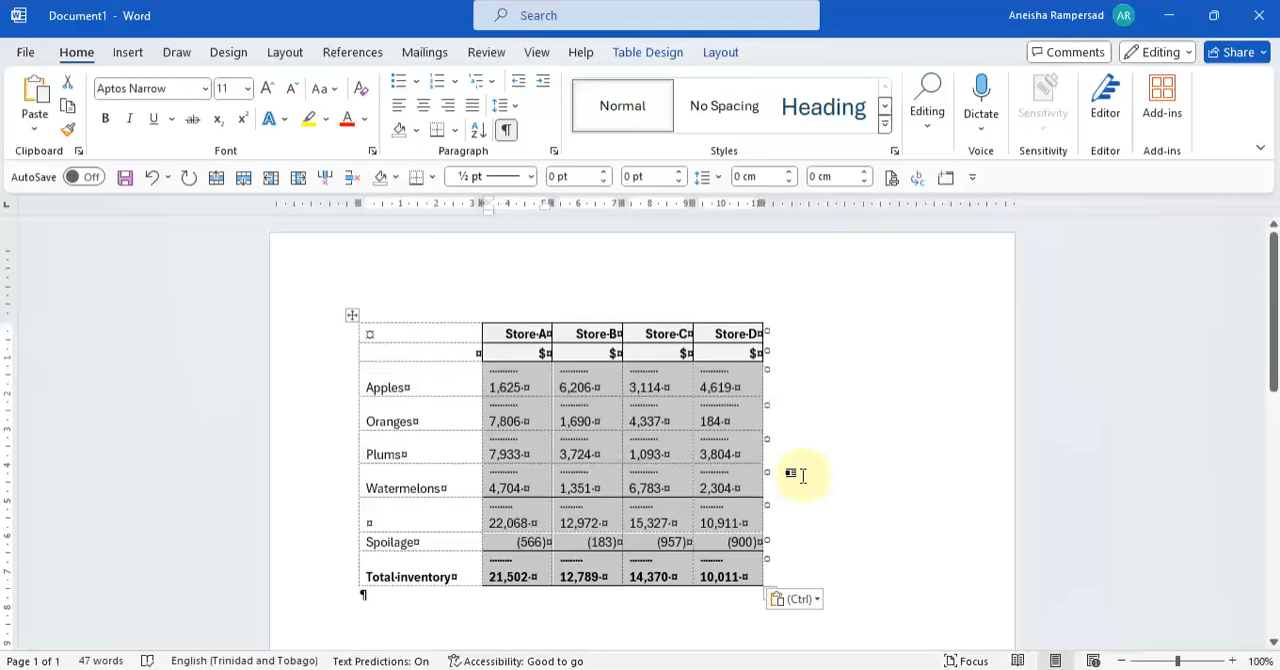 Document1 - Word
Search
Aneisha Rampersad AR
File Home Insert Draw Design Layout References Mailings Review View Help Table Design Layout
Comments Editing Share
Paste
Aptos Narrow 11
Normal No Spacing Heading
Editing Dictate Sensitivity Editor Add-ins
Clipboard Font Paragraph Styles Voice Sensitivity Editor Add-ins
AutoSave Off ½ pt 0 pt 0 pt 0 cm 0 cm
Store·A¤ Store·B¤ Store·C¤ Store·D¤
$¤ $¤ $¤ $¤
Apples¤ 1,625·¤ 6,206·¤ 3,114·¤ 4,619·¤
Oranges¤ 7,806·¤ 1,690·¤ 4,337·¤ 184·¤
Plums¤ 7,933·¤ 3,724·¤ 1,093·¤ 3,804·¤
Watermelons¤ 4,704·¤ 1,351·¤ 6,783·¤ 2,304·¤
¤ 22,068·¤ 12,972·¤ 15,327·¤ 10,911·¤
Spoilage¤ (566)¤ (183)¤ (957)¤ (900)¤
Total·inventory¤ 21,502·¤ 12,789·¤ 14,370·¤ 10,011·¤
¶
(Ctrl)
Page 1 of 1 47 words English (Trinidad and Tobago) Text Predictions: On Accessibility: Good to go Focus 100%